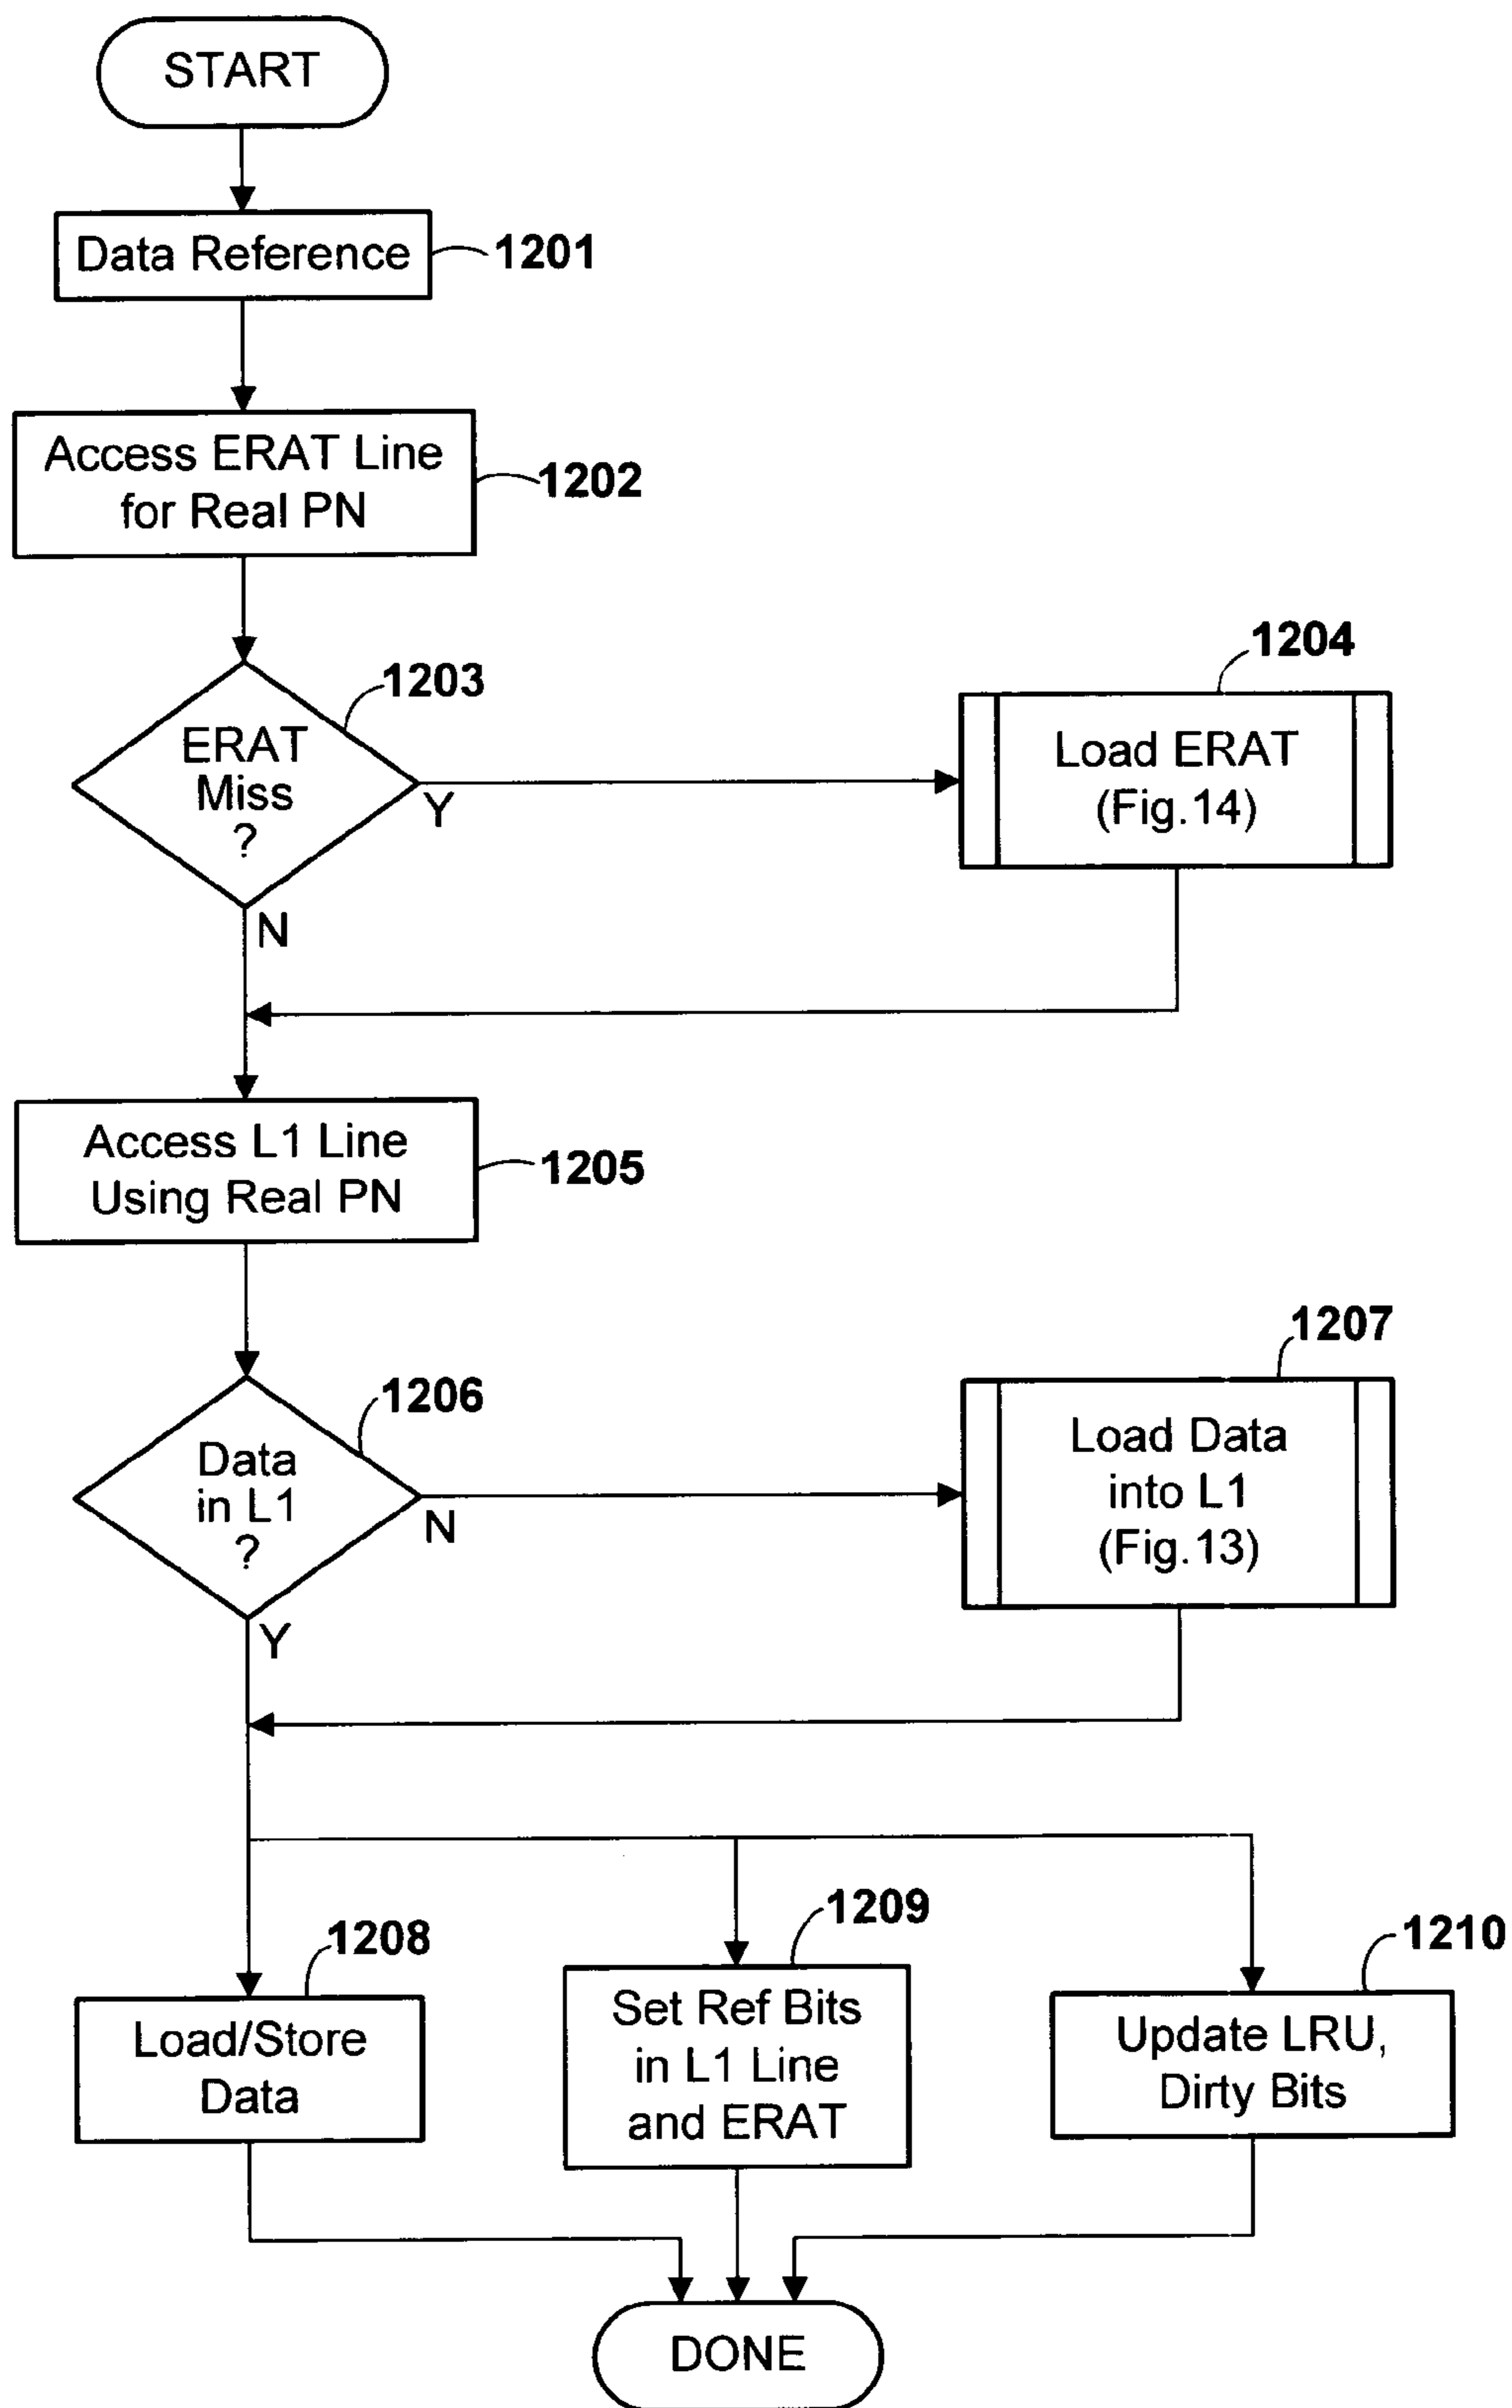 START
Data Reference
1201
Access ERAT Line
for Real PN
1202
1203
ERAT
Miss
?
Y
N
1204
Load ERAT
(Fig.14)
Access L1 Line
Using Real PN
1205
1206
Data
in L1
?
N
Y
1207
Load Data
into L1
(Fig.13)
1208
Load/Store
Data
1209
Set Ref Bits
in L1 Line
and ERAT
1210
Update LRU,
Dirty Bits
DONE